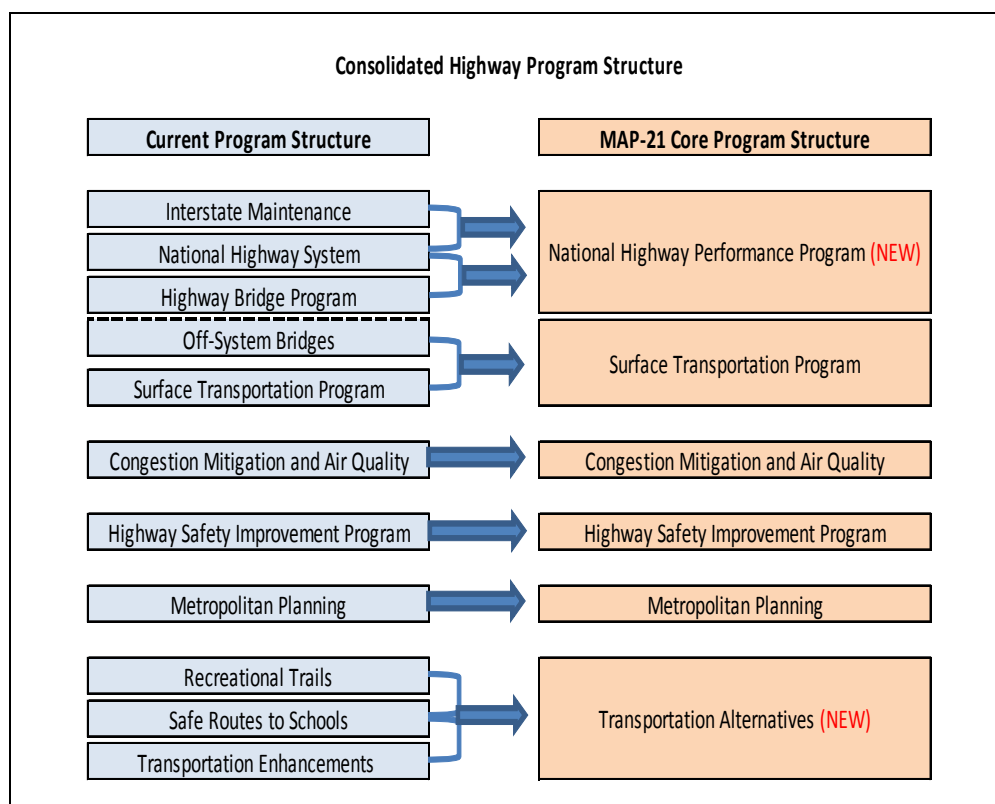 Consolidated Highway Program Structure
Current Program Structure
MAP-21 Core Program Structure
Interstate Maintenance
National Highway System
Highway Bridge Program
National Highway Performance Program (NEW)
Off-System Bridges
Surface Transportation Program
Surface Transportation Program
Congestion Mitigation and Air Quality
Congestion Mitigation and Air Quality
Highway Safety Improvement Program
Highway Safety Improvement Program
Metropolitan Planning
Metropolitan Planning
Recreational Trails
Safe Routes to Schools
Transportation Enhancements
Transportation Alternatives (NEW)